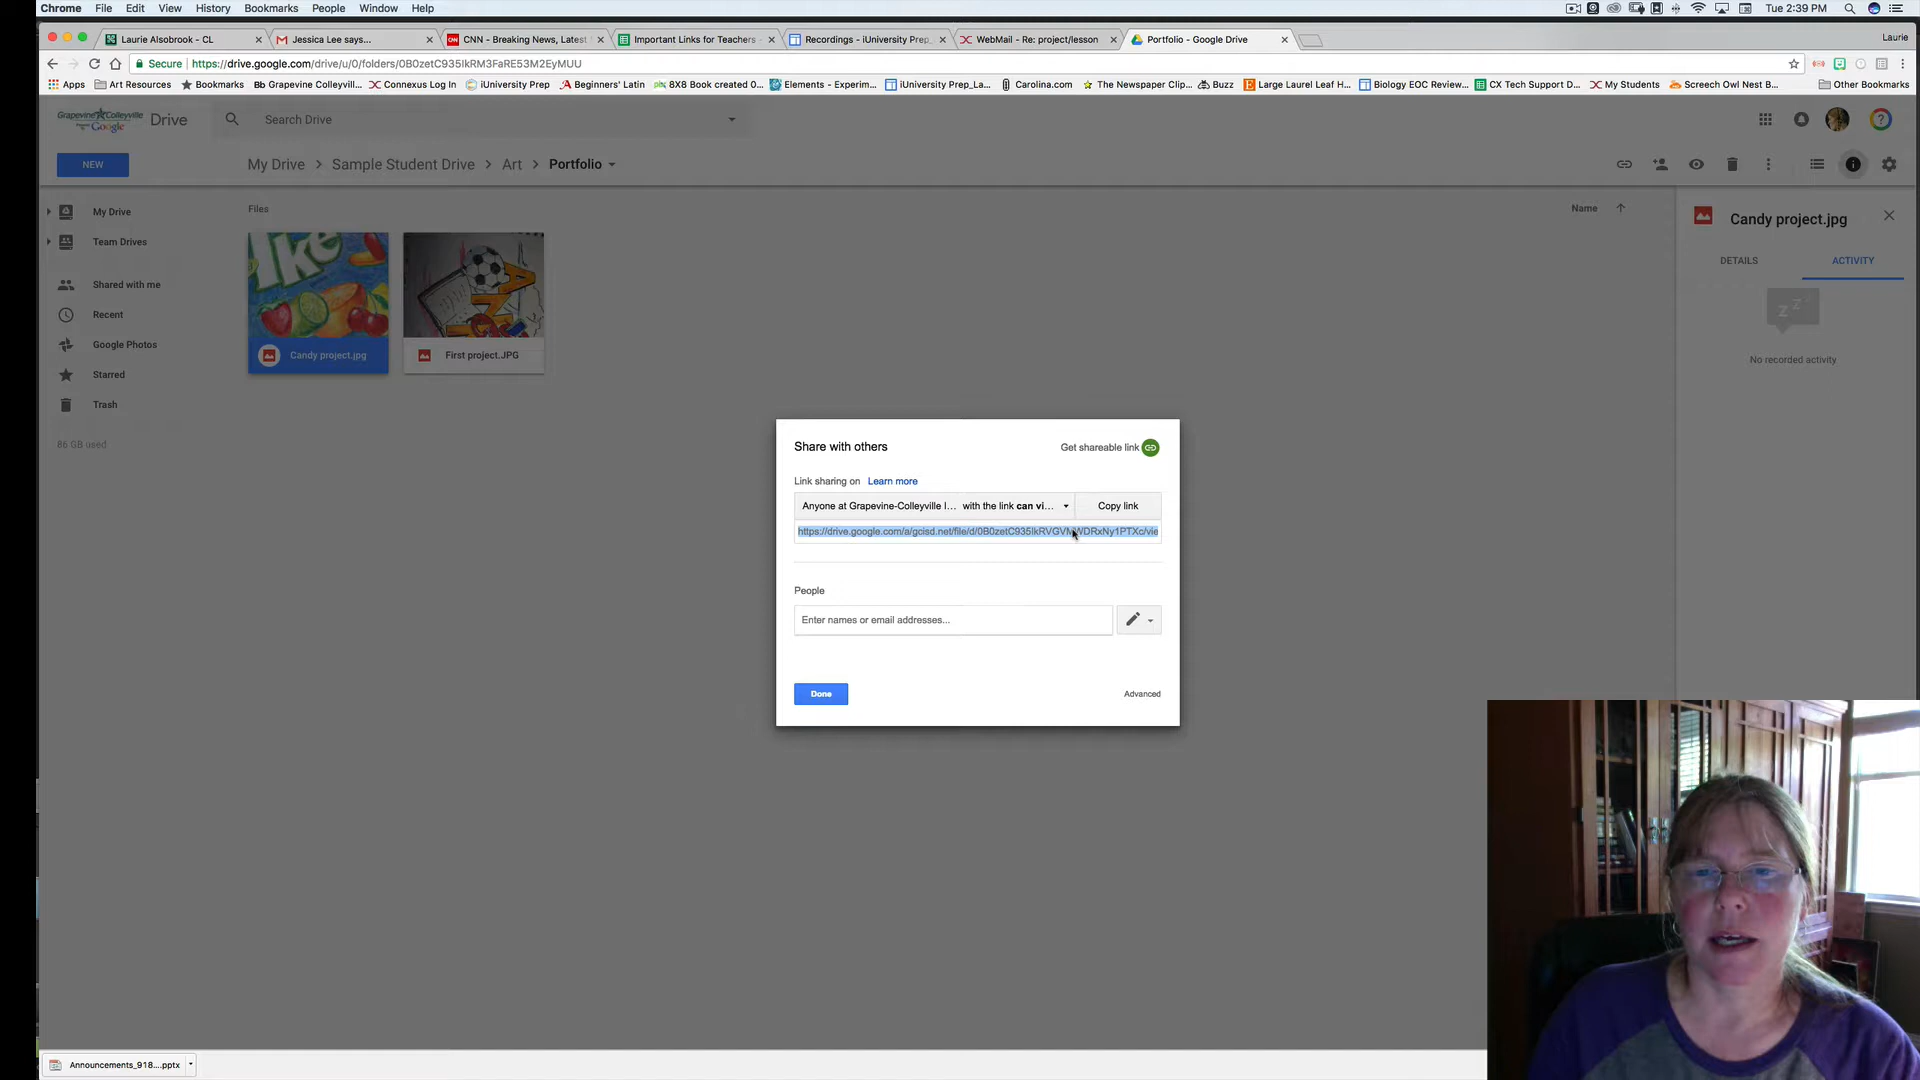 Chrome File Edit View History Bookmarks People Window Help Tue 2:39 PM
Laurie Alsobrook - CL Jessica Lee says... CNN - Breaking News, Latest Important Links for Teachers - Recordings - iUniversity Prep, WebMail - Re: project/lesson Portfolio - Google Drive Laurie
Secure https://drive.google.com/drive/u/0/folders/0B0zetC935IkRM3FaRE53M2EyMUU
Apps Art Resources Bookmarks Bb Grapevine Colleyvill... Connexus Log In iUniversity Prep Beginners' Latin 8X8 Book created 0... Elements - Experim... iUniversity Prep_La... Carolina.com The Newspaper Clip... Buzz Large Laurel Leaf H... Biology EOC Review... CX Tech Support D... My Students Screech Owl Nest B... Other Bookmarks
Grapevine Colleyville
Google
Drive Search Drive
NEW My Drive > Sample Student Drive > Art > Portfolio
My Drive
Team Drives
Shared with me
Recent
Google Photos
Starred
Trash
86 GB used
Files Name
Ike
Candy project.jpg First project.JPG
Candy project.jpg
DETAILS ACTIVITY
No recorded activity
Share with others Get shareable link
Link sharing on Learn more
Anyone at Grapevine-Colleyville I... with the link can vi... Copy link
https://drive.google.com/a/gcisd.net/file/d/0B0zetC935IkRVGVMWDRxNy1PTXc/vie
People
Enter names or email addresses...
Done Advanced
Announcements_918....pptx